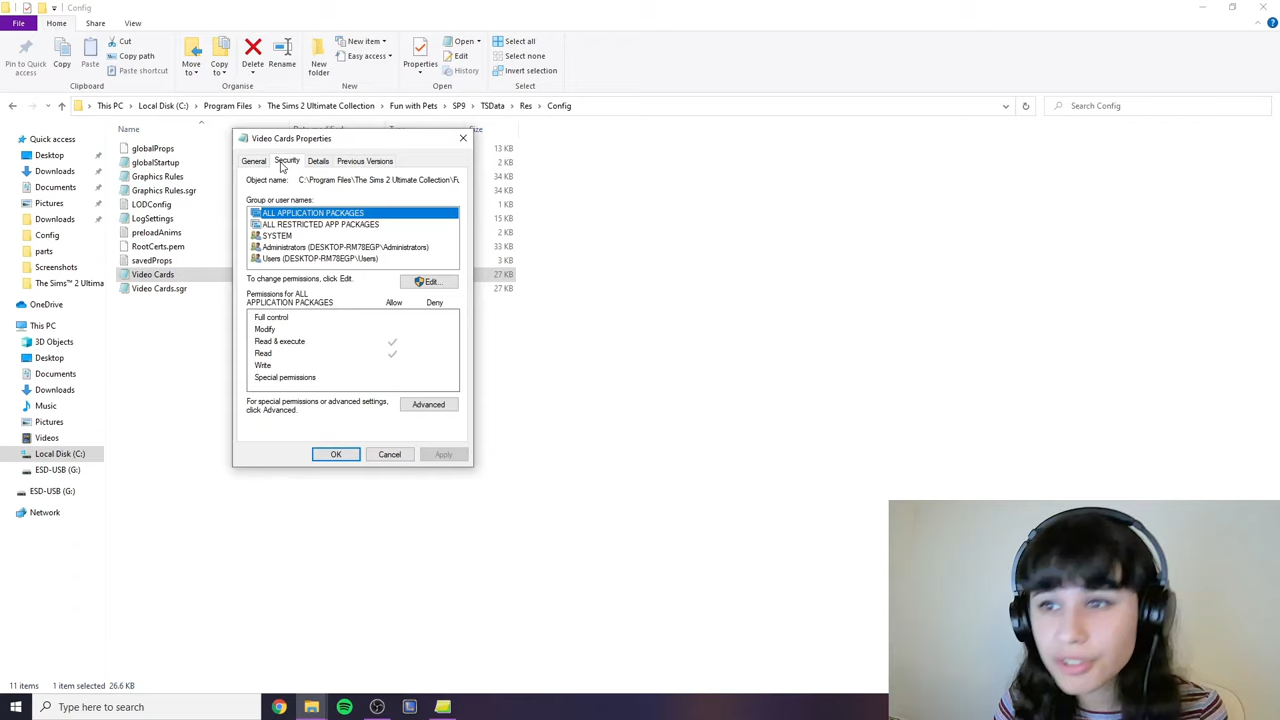 Config
File
Home
Share
View
Pin to Quick
access
Copy
Paste
Cut
Copy path
Paste shortcut
Clipboard
Move
to
Copy
to
Delete
Rename
Organise
New
folder
New item
Easy access
New
Properties
Open
Edit
History
Open
Select all
Select none
Invert selection
Select
This PC > Local Disk (C:) > Program Files > The Sims 2 Ultimate Collection > Fun with Pets > SP9 > TSData > Res > Config
Search Config
Quick access
Desktop
Downloads
Documents
Pictures
Downloads
Config
parts
Screenshots
The Sims™ 2 Ultima
OneDrive
This PC
3D Objects
Desktop
Documents
Downloads
Music
Pictures
Videos
Local Disk (C:)
ESD-USB (G:)
ESD-USB (G:)
Network
Name
Size
globalProps 13 KB
globalStartup 2 KB
Graphics Rules
Graphics Rules.sgr
LODConfig 1 KB
LogSettings 15 KB
preloadAnims
RootCerts.pem
savedProps
Video Cards 27 KB
Video Cards.sgr 27 KB
Video Cards Properties
General
Security
Details
Previous Versions
Object name: C:\Program Files\The Sims 2 Ultimate Collection\Fu
Group or user names:
ALL APPLICATION PACKAGES
ALL RESTRICTED APP PACKAGES
SYSTEM
Administrators (DESKTOP-RM78EGP\Administrators)
Users (DESKTOP-RM78EGP\Users)
To change permissions, click Edit.
Edit...
Permissions for ALL
APPLICATION PACKAGES
Allow
Deny
Full control
Modify
Read & execute
Read
Write
Special permissions
For special permissions or advanced settings,
click Advanced.
Advanced
OK
Cancel
Apply
11 items
1 item selected 26.6 KB
Type here to search